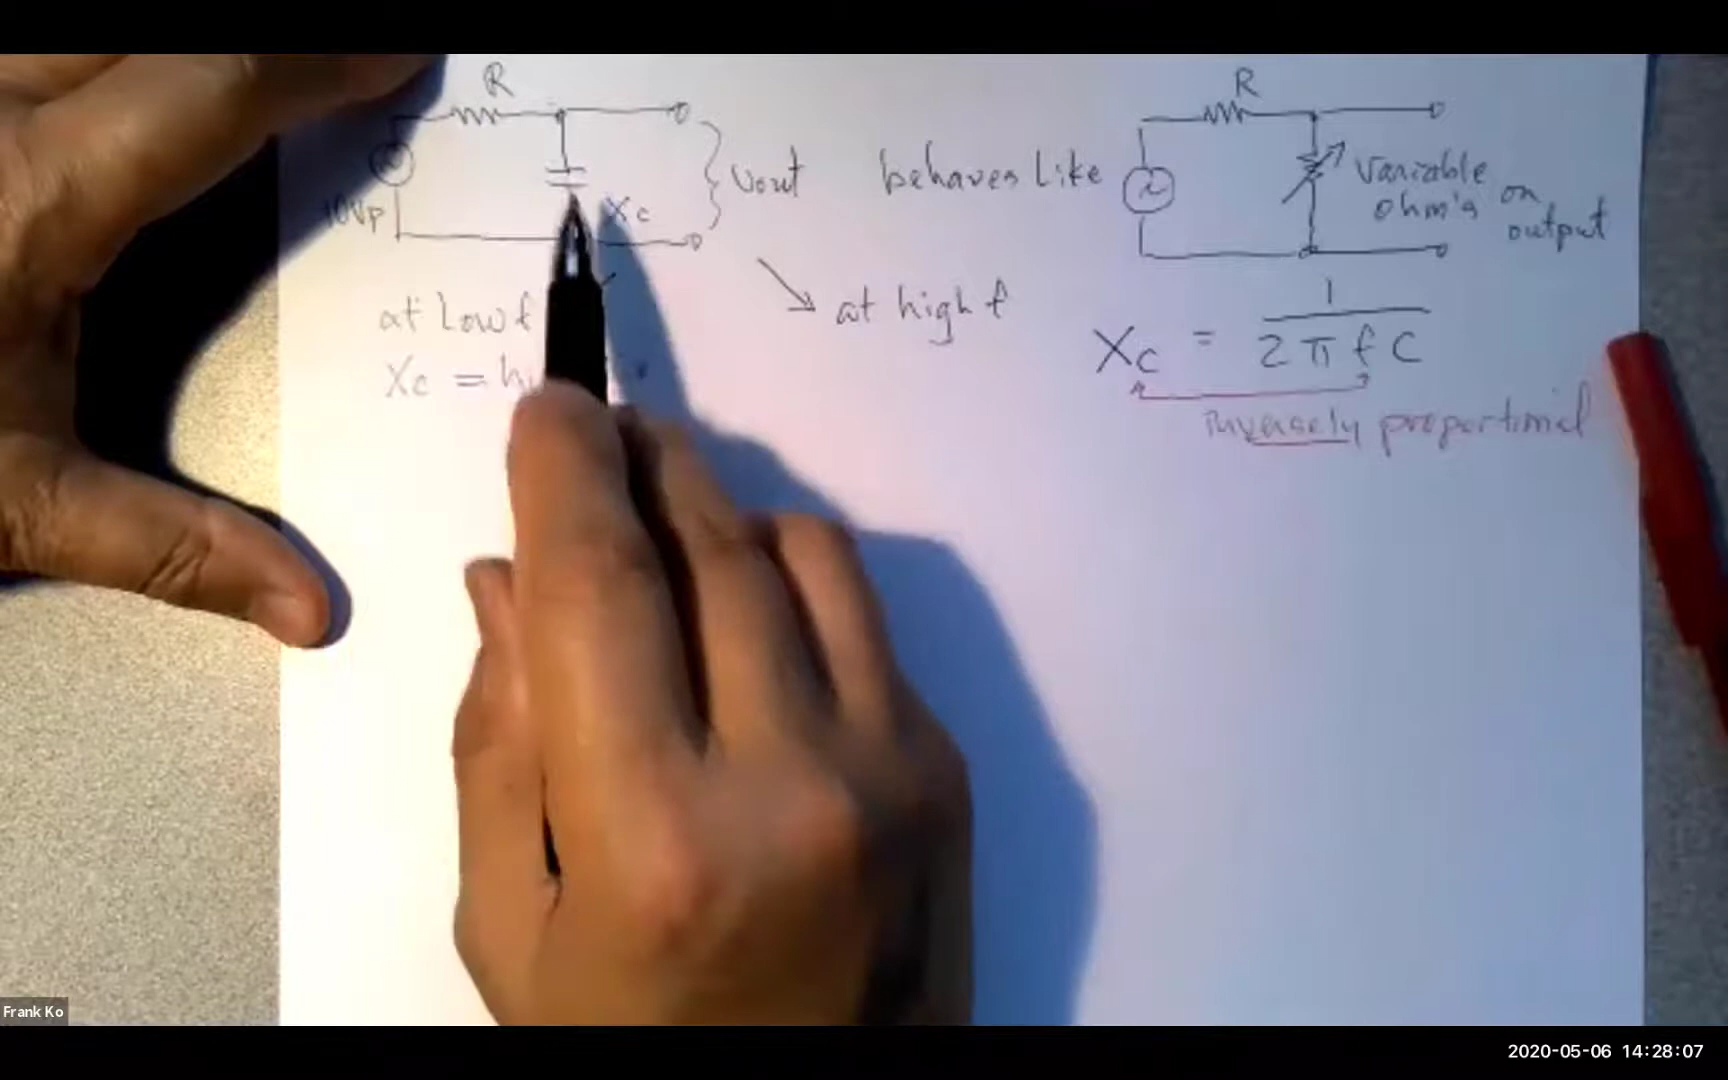 R
10Vp
Xc
Vout
behaves Like
R
Variable
ohm's on
output
at Low f
Xc =
at high f
Xc = 1
2 π f C
inversely proportional
Frank Ko
2020-05-06 14:28:07